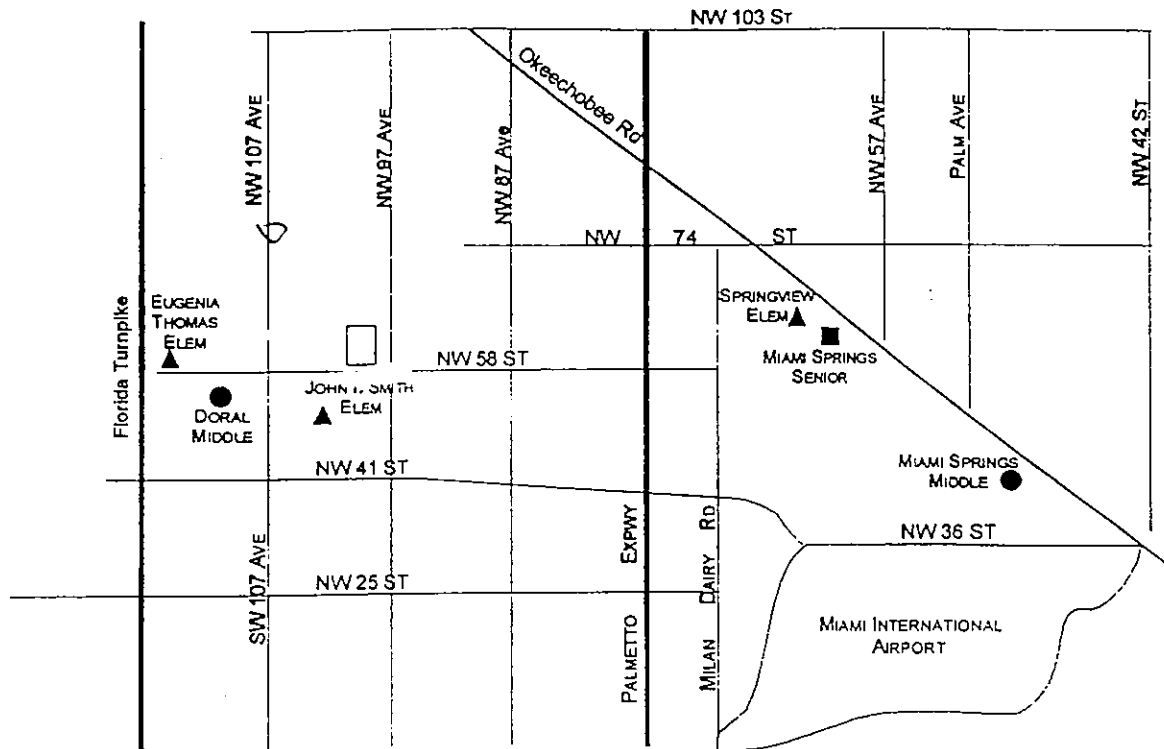 NW 103 ST
Okeechobee Rd
NW 107 AVE
NW 97 AVE
NW 87 Ave
NW 57 AVE
PALM AVE
NW 42 ST
NW 74 ST
Florida Turnpike
EUGENIA
THOMAS
ELEM
SPRINGVIEW
ELEM
MIAMI SPRINGS
SENIOR
NW 58 ST
JOHN I. SMITH
ELEM
DORAL
MIDDLE
NW 41 ST
MIAMI SPRINGS
MIDDLE
NW 36 ST
SW 107 AVE
NW 25 ST
PALMETTO EXPWY
MILAN DAIRY RD
MIAMI INTERNATIONAL
AIRPORT